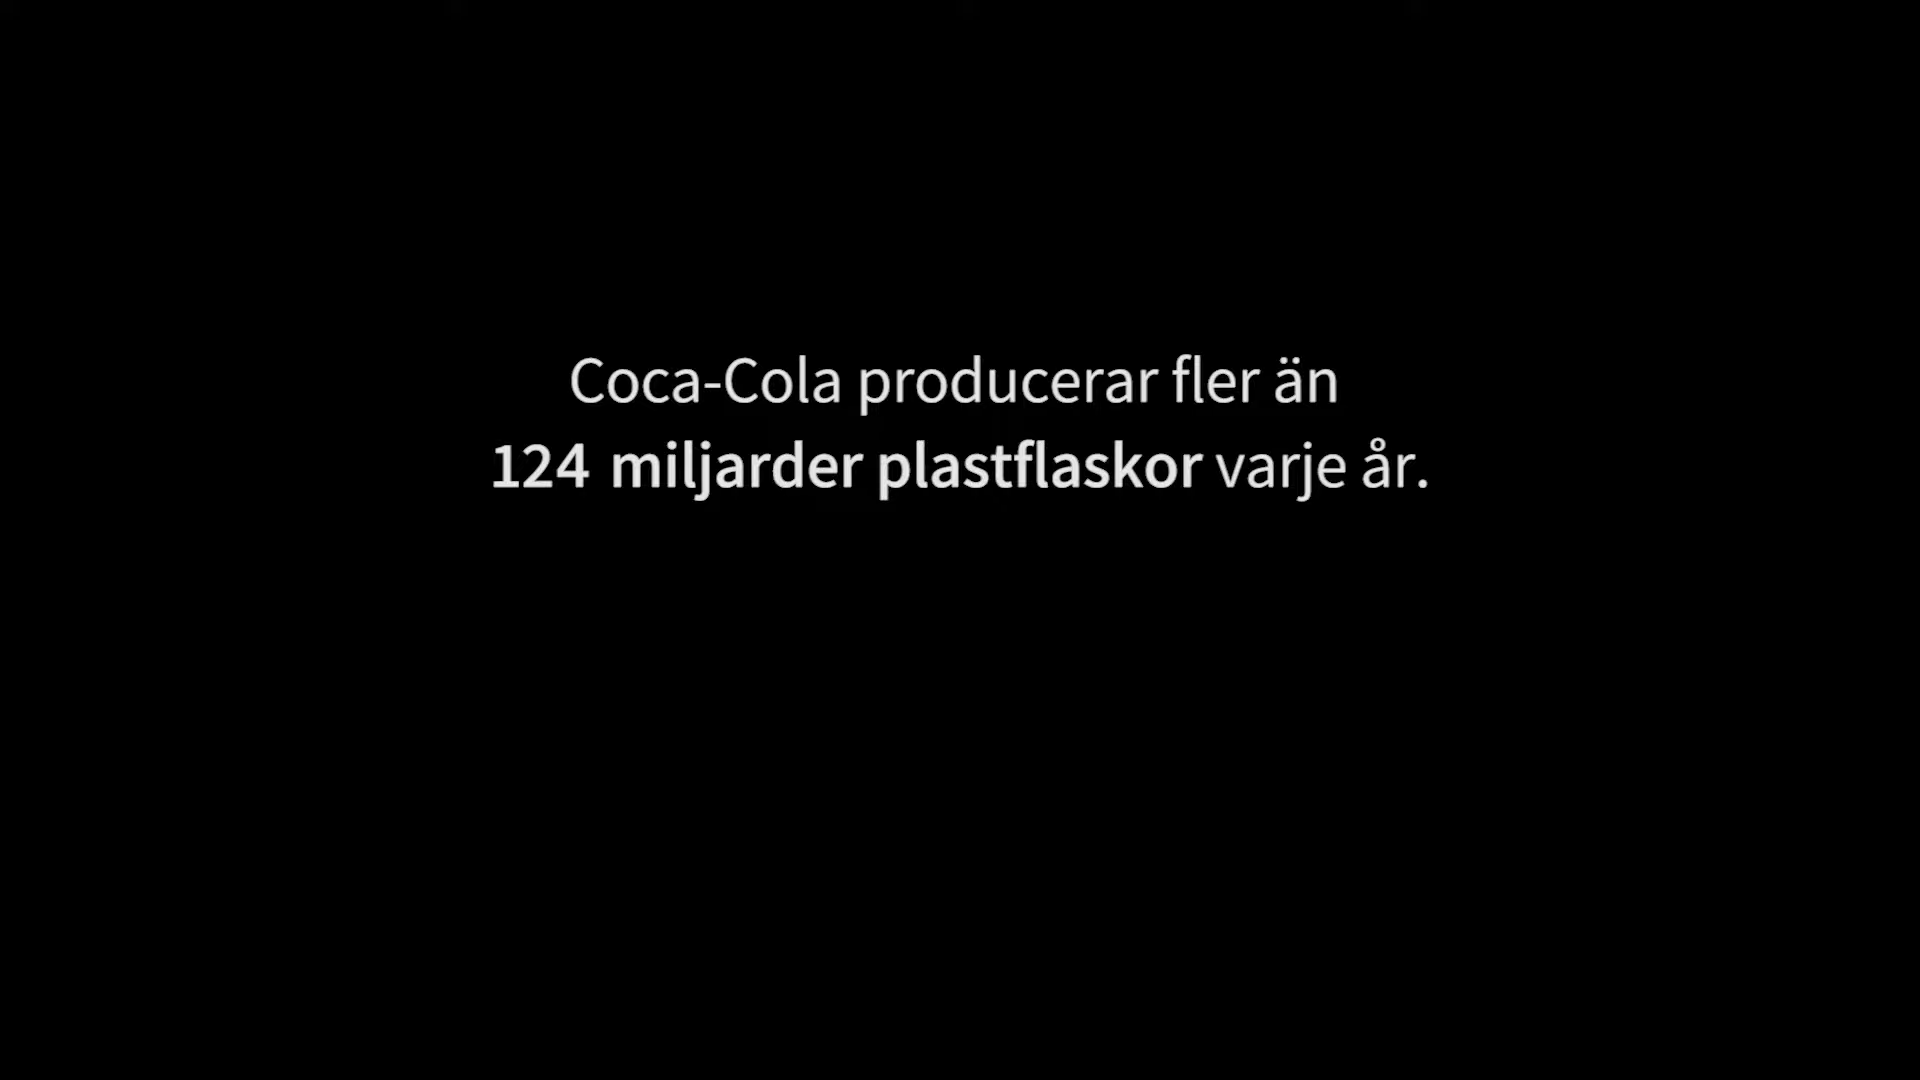 Coca-Cola producerar fler än
124 miljarder plastflaskor varje år.